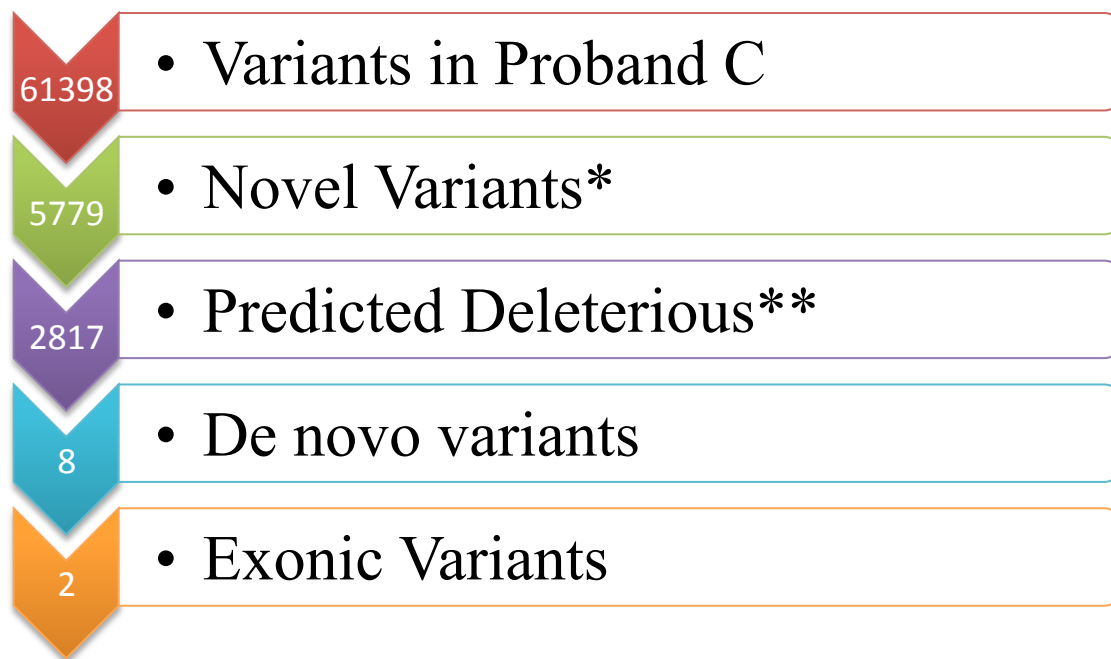 61398 • Variants in Proband C
5779 • Novel Variants*
2817 • Predicted Deleterious**
8 • De novo variants
2 • Exonic Variants